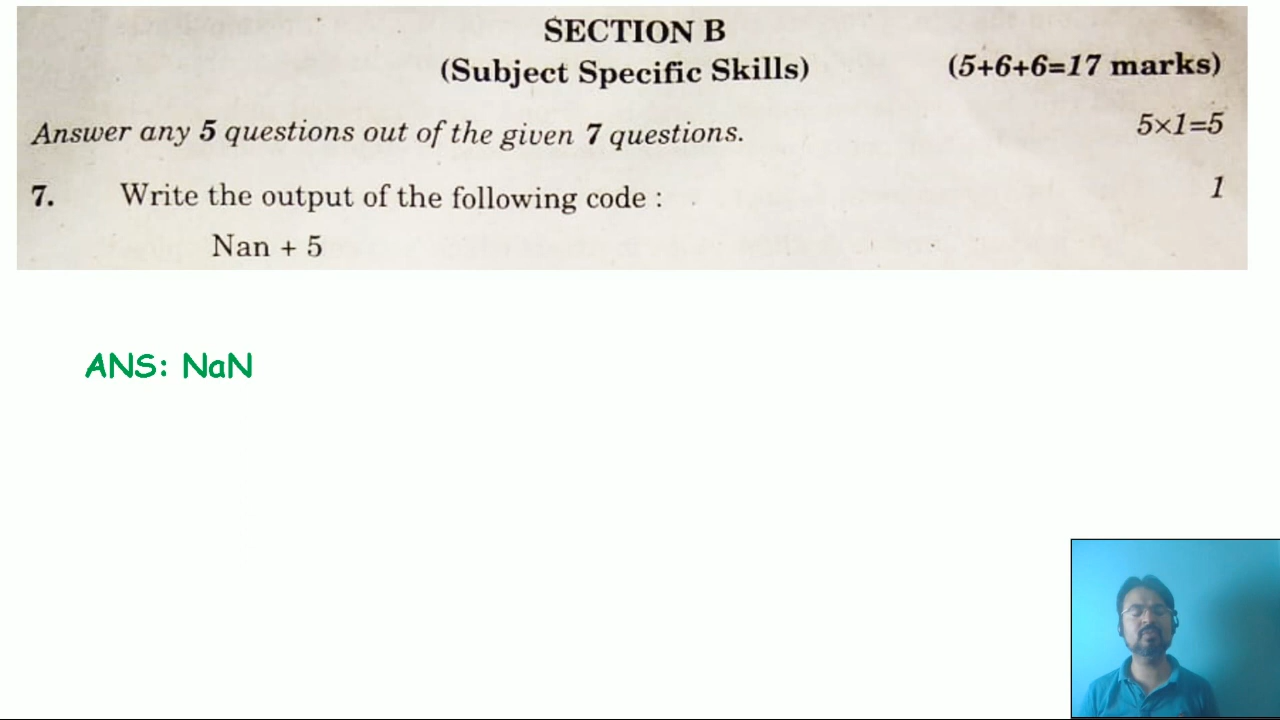 SECTION B
(Subject Specific Skills)
(5+6+6=17 marks)
Answer any 5 questions out of the given 7 questions.
5×1=5
7. Write the output of the following code :
1
Nan + 5
ANS: NaN